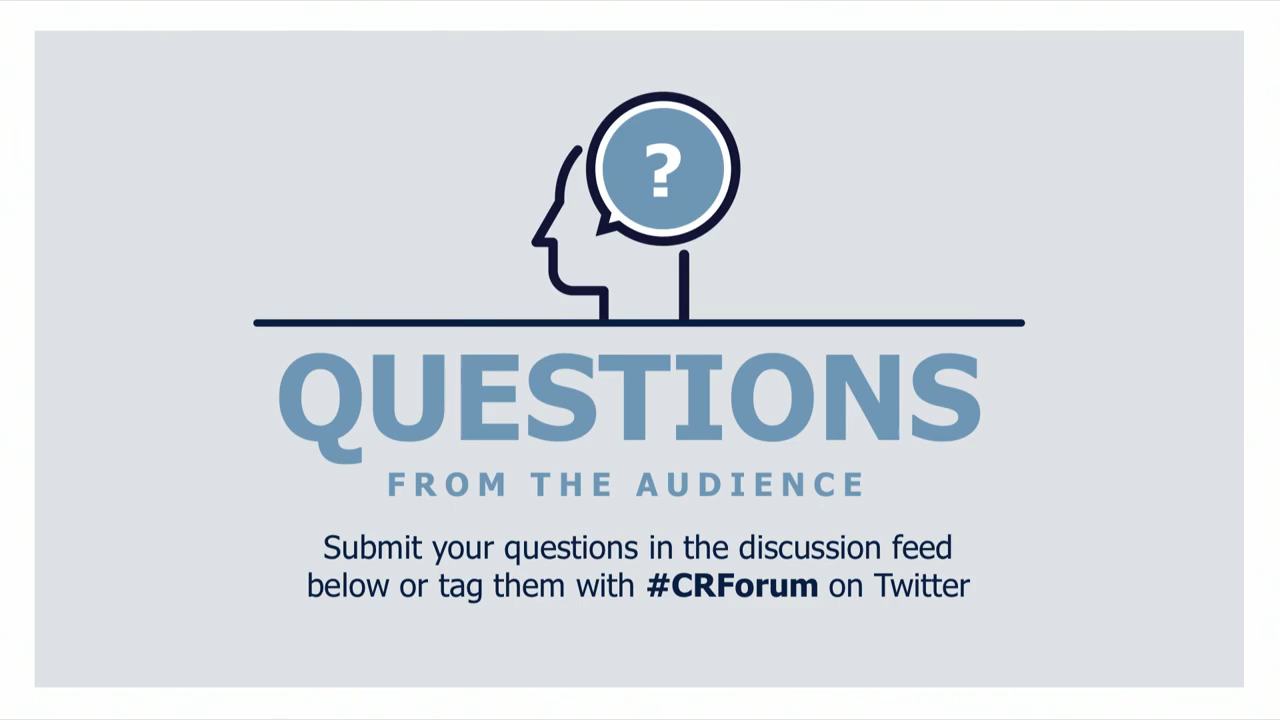 ?
QUESTIONS
FROM THE AUDIENCE
Submit your questions in the discussion feed
below or tag them with #CRForum on Twitter